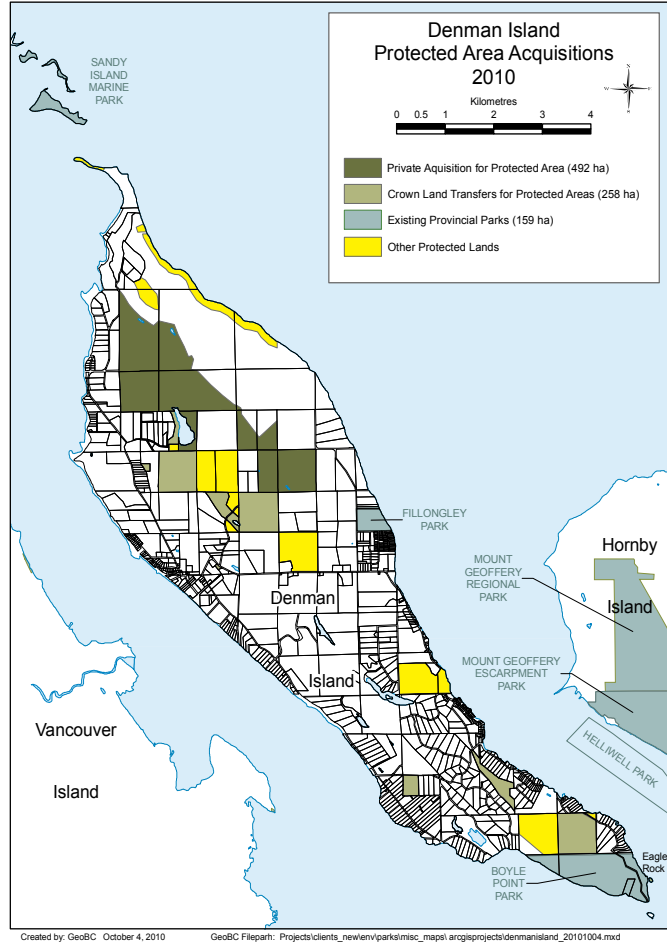 Denman Island
Protected Area Acquisitions
2010
Kilometres
0 0.5 1 2 3 4
N
W E
S
Private Aquisition for Protected Area (492 ha)
Crown Land Transfers for Protected Areas (258 ha)
Existing Provincial Parks (159 ha)
Other Protected Lands
SANDY
ISLAND
MARINE
PARK
FILLONGLEY
PARK
Hornby
Island
MOUNT
GEOFFERY
REGIONAL
PARK
MOUNT GEOFFERY
ESCARPMENT
PARK
HELLIWELL PARK
Denman
Island
Vancouver
Island
Eagle
Rock
BOYLE
POINT
PARK
Created by: GeoBC October 4, 2010 GeoBC Fileparh: Projects\clients_new\env\parks\misc_maps\ arcgisprojects\denmanisland_20101004.mxd